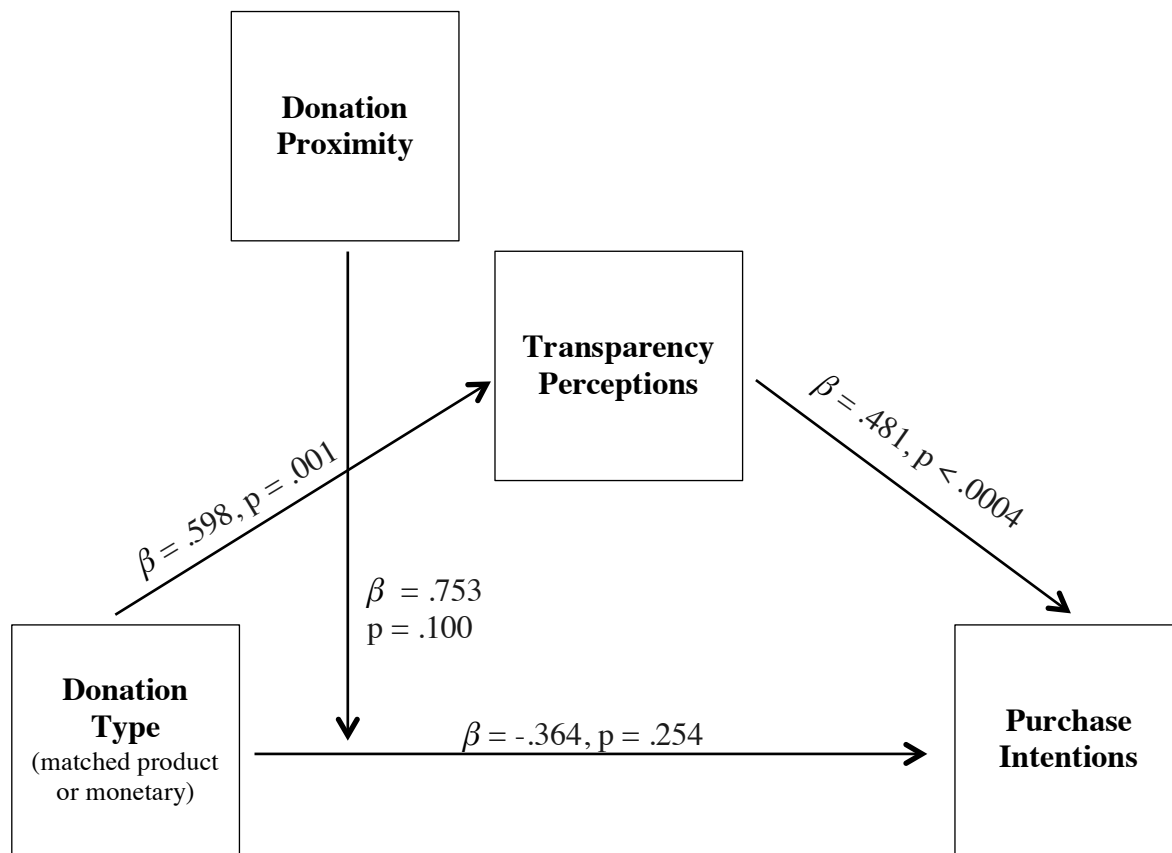 Donation
Proximity
Transparency
Perceptions
β = .598, p = .001
β = .481, p < .0004
β = .753
p = .100
Donation
Type
(matched product
or monetary)
β = -.364, p = .254
Purchase
Intentions